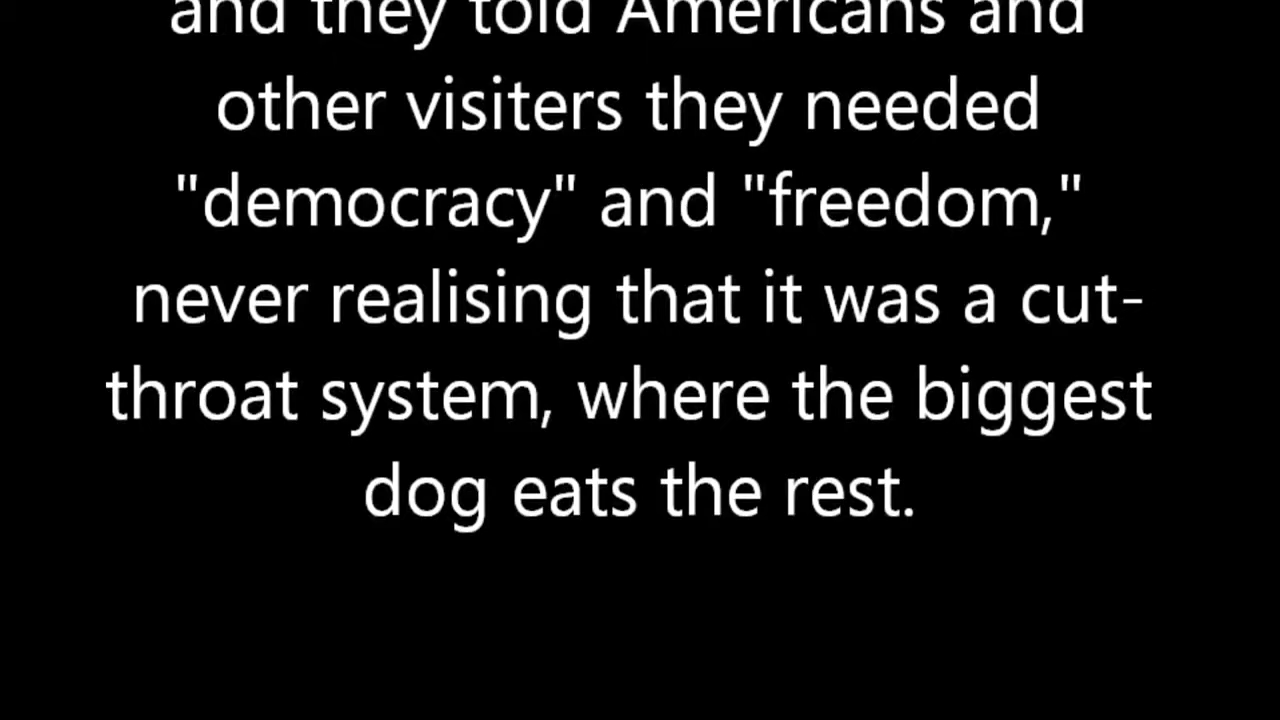 and they told Americans and
other visiters they needed
"democracy" and "freedom,"
never realising that it was a cut-
throat system, where the biggest
dog eats the rest.